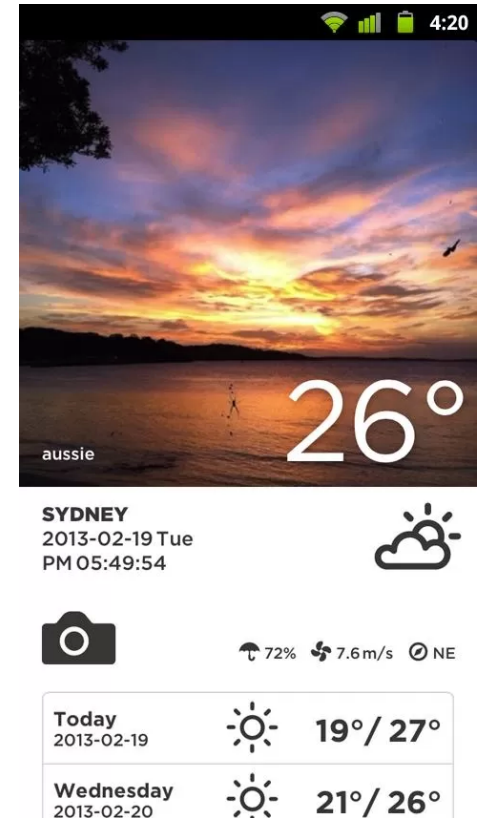 4:20
26°
aussie
SYDNEY
2013-02-19 Tue
PM 05:49:54
72% 7.6m/s NE
Today
2013-02-19
19°/ 27°
Wednesday
2013-02-20
21°/ 26°